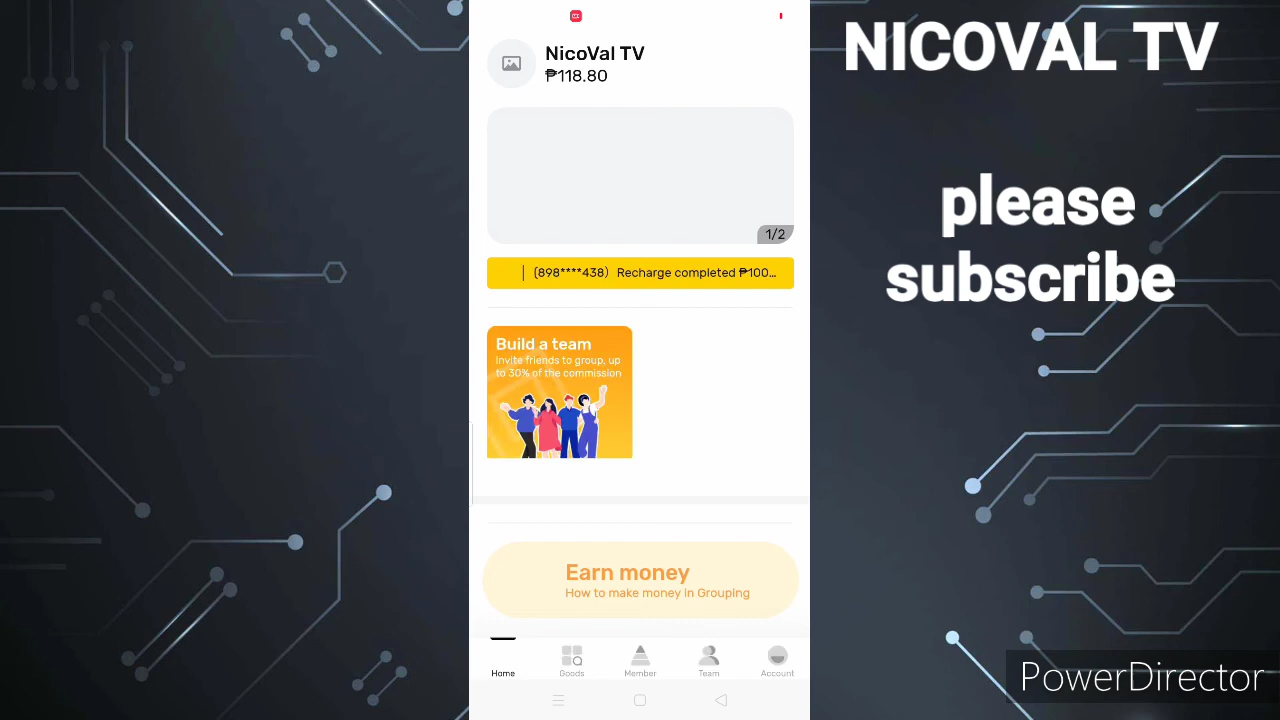 NicoVal TV
₱118.80
1/2
(898****438) Recharge completed ₱100...
Build a team
Invite friends to group, up
to 30% of the commission
Earn money
How to make money in Grouping
Home
Goods
Member
Team
Account
NICOVAL TV
please
subscribe
PowerDirector